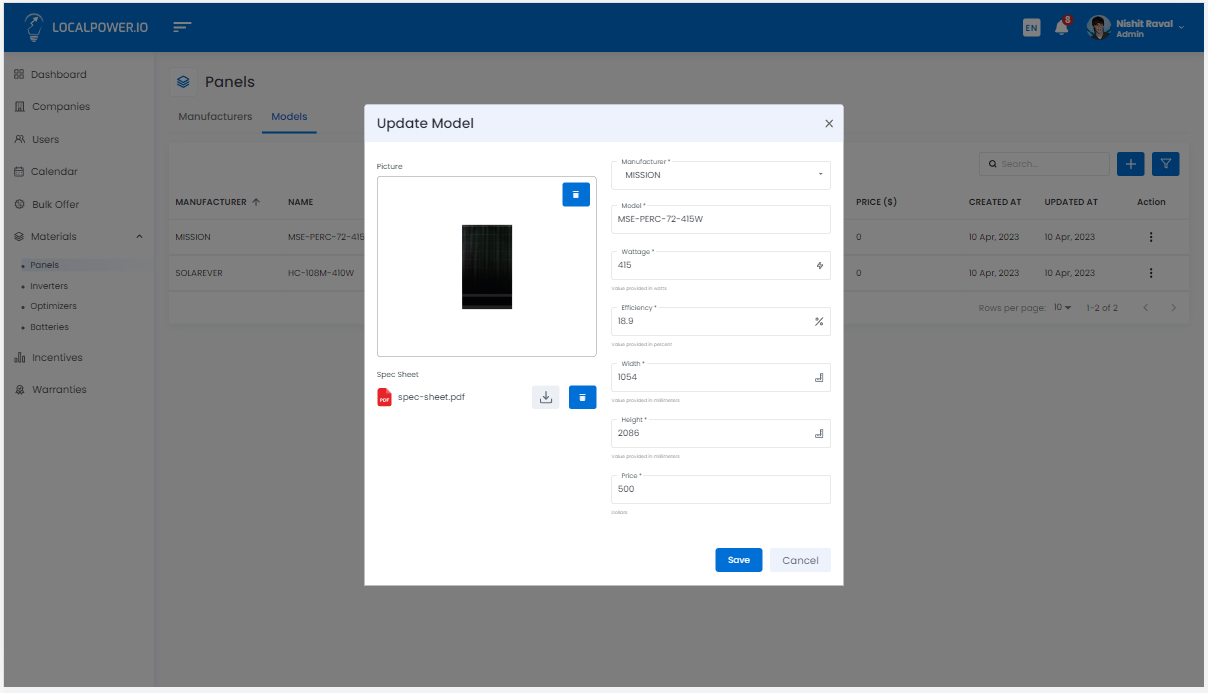 LOCALPOWER.IO
EN
8
Nishit Raval
Admin
Dashboard
Companies
Users
Calendar
Bulk Offer
Materials
Panels
Inverters
Optimizers
Batteries
Incentives
Warranties
Panels
Manufacturers
Models
Search...
MANUFACTURER
NAME
PRICE ($)
CREATED AT
UPDATED AT
Action
MISSION
MSE-PERC-72-415
0
10 Apr, 2023
10 Apr, 2023
SOLAREVER
HC-108M-410W
0
10 Apr, 2023
10 Apr, 2023
Rows per page:
10
1-2 of 2
Update Model
Picture
Spec Sheet
PDF
spec-sheet.pdf
Manufacturer *
MISSION
Model *
MSE-PERC-72-415W
Wattage *
415
Value provided in watts
Efficiency *
18.9
%
Value provided in percent
Width *
1054
Value provided in millimeters
Height *
2086
Value provided in millimeters
Price *
500
Dollars
Save
Cancel